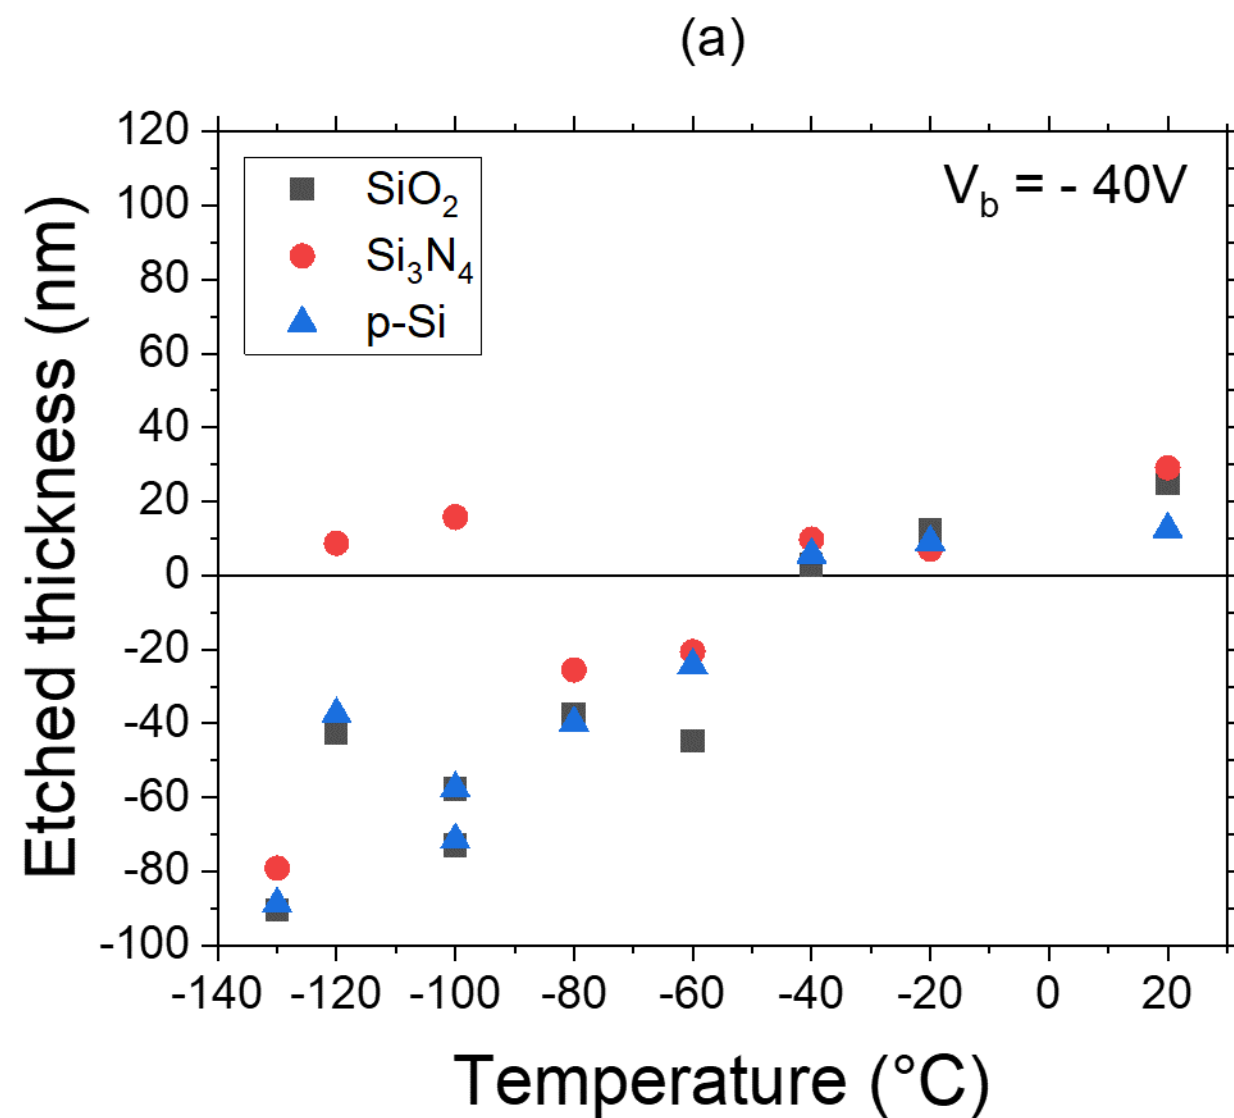 (a)
Etched thickness (nm)
120
100
80
60
40
20
0
-20
-40
-60
-80
-100
SiO₂
Si₃N₄
p-Si
V_b = - 40V
-140 -120 -100 -80 -60 -40 -20 0 20
Temperature (°C)